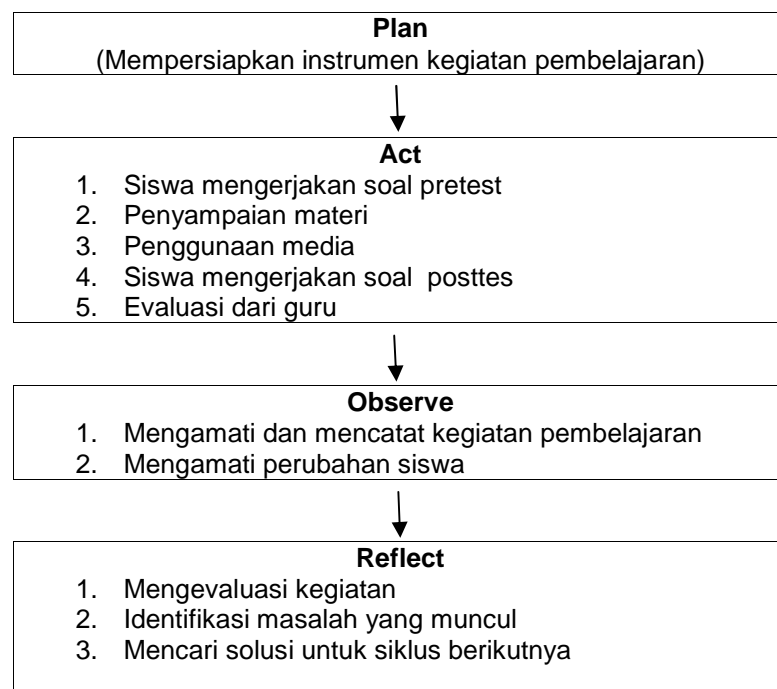 Plan
(Mempersiapkan instrumen kegiatan pembelajaran)
Act
1. Siswa mengerjakan soal pretest
2. Penyampaian materi
3. Penggunaan media
4. Siswa mengerjakan soal posttes
5. Evaluasi dari guru
Observe
1. Mengamati dan mencatat kegiatan pembelajaran
2. Mengamati perubahan siswa
Reflect
1. Mengevaluasi kegiatan
2. Identifikasi masalah yang muncul
3. Mencari solusi untuk siklus berikutnya